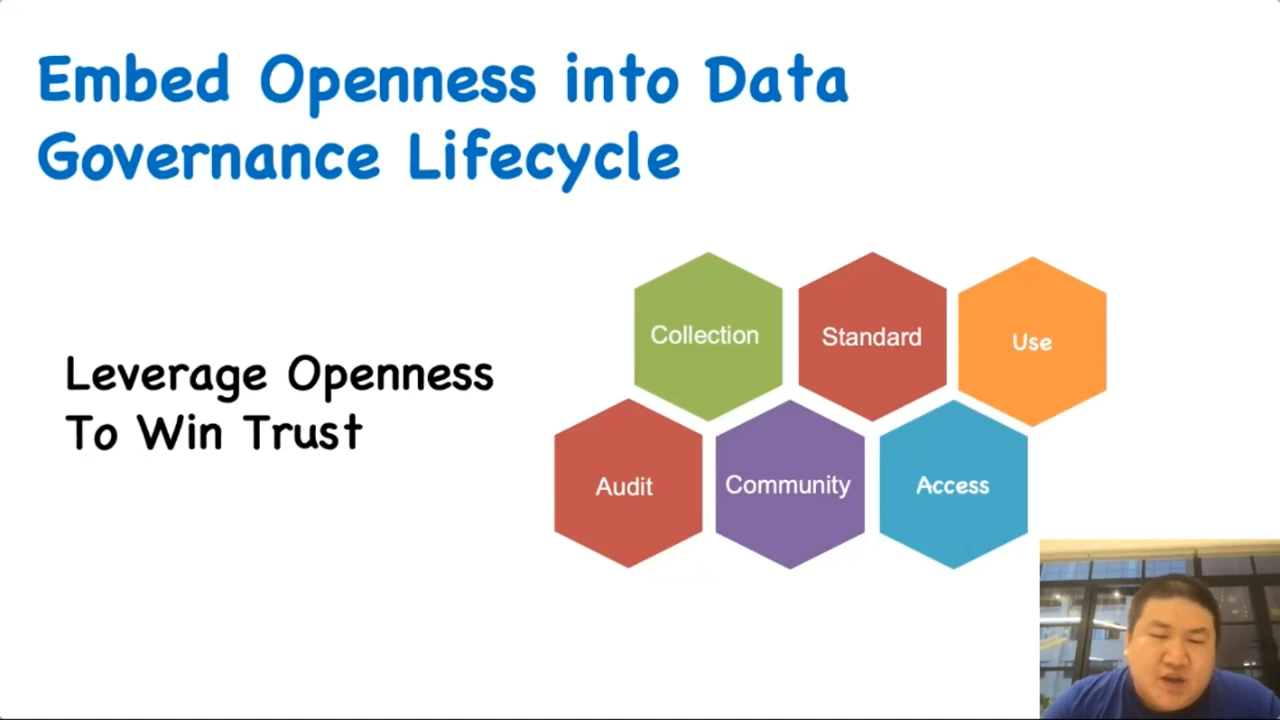 Embed Openness into Data
Governance Lifecycle
Leverage Openness
To Win Trust
Collection
Standard
Use
Audit
Community
Access